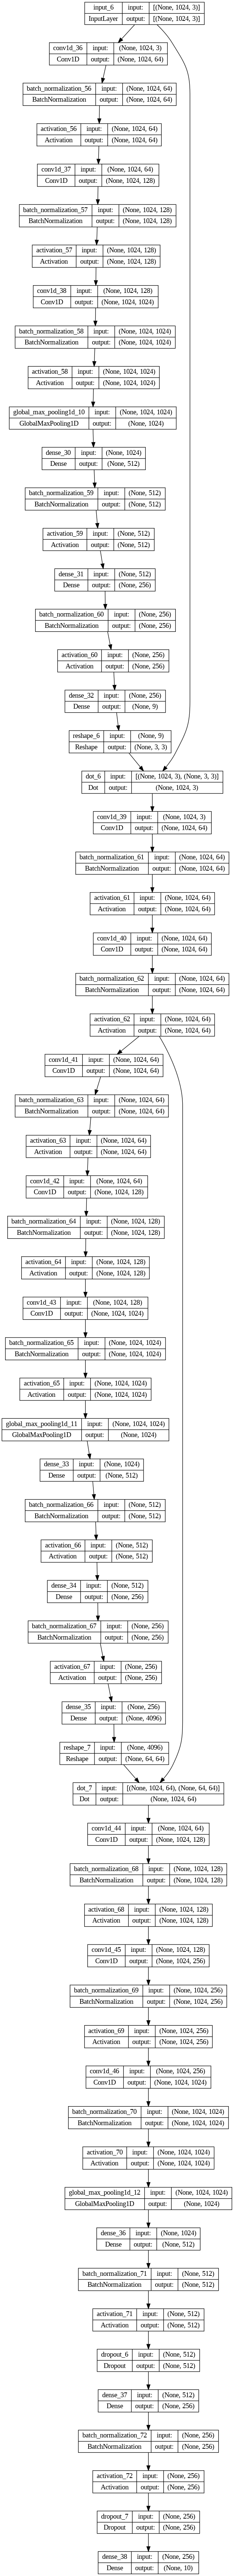 input_6 input: [(None, 1024, 3)]
InputLayer output: [(None, 1024, 3)]
conv1d_36 input: (None, 1024, 3)
Conv1D output: (None, 1024, 64)
batch_normalization_56 input: (None, 1024, 64)
BatchNormalization output: (None, 1024, 64)
activation_56 input: (None, 1024, 64)
Activation output: (None, 1024, 64)
conv1d_37 input: (None, 1024, 64)
Conv1D output: (None, 1024, 128)
batch_normalization_57 input: (None, 1024, 128)
BatchNormalization output: (None, 1024, 128)
activation_57 input: (None, 1024, 128)
Activation output: (None, 1024, 128)
conv1d_38 input: (None, 1024, 128)
Conv1D output: (None, 1024, 1024)
batch_normalization_58 input: (None, 1024, 1024)
BatchNormalization output: (None, 1024, 1024)
activation_58 input: (None, 1024, 1024)
Activation output: (None, 1024, 1024)
global_max_pooling1d_10 input: (None, 1024, 1024)
GlobalMaxPooling1D output: (None, 1024)
dense_30 input: (None, 1024)
Dense output: (None, 512)
batch_normalization_59 input: (None, 512)
BatchNormalization output: (None, 512)
activation_59 input: (None, 512)
Activation output: (None, 512)
dense_31 input: (None, 512)
Dense output: (None, 256)
batch_normalization_60 input: (None, 256)
BatchNormalization output: (None, 256)
activation_60 input: (None, 256)
Activation output: (None, 256)
dense_32 input: (None, 256)
Dense output: (None, 9)
reshape_6 input: (None, 9)
Reshape output: (None, 3, 3)
dot_6 input: [(None, 1024, 3), (None, 3, 3)]
Dot output: (None, 1024, 3)
conv1d_39 input: (None, 1024, 3)
Conv1D output: (None, 1024, 64)
batch_normalization_61 input: (None, 1024, 64)
BatchNormalization output: (None, 1024, 64)
activation_61 input: (None, 1024, 64)
Activation output: (None, 1024, 64)
conv1d_40 input: (None, 1024, 64)
Conv1D output: (None, 1024, 64)
batch_normalization_62 input: (None, 1024, 64)
BatchNormalization output: (None, 1024, 64)
activation_62 input: (None, 1024, 64)
Activation output: (None, 1024, 64)
conv1d_41 input: (None, 1024, 64)
Conv1D output: (None, 1024, 64)
batch_normalization_63 input: (None, 1024, 64)
BatchNormalization output: (None, 1024, 64)
activation_63 input: (None, 1024, 64)
Activation output: (None, 1024, 64)
conv1d_42 input: (None, 1024, 64)
Conv1D output: (None, 1024, 128)
batch_normalization_64 input: (None, 1024, 128)
BatchNormalization output: (None, 1024, 128)
activation_64 input: (None, 1024, 128)
Activation output: (None, 1024, 128)
conv1d_43 input: (None, 1024, 128)
Conv1D output: (None, 1024, 1024)
batch_normalization_65 input: (None, 1024, 1024)
BatchNormalization output: (None, 1024, 1024)
activation_65 input: (None, 1024, 1024)
Activation output: (None, 1024, 1024)
global_max_pooling1d_11 input: (None, 1024, 1024)
GlobalMaxPooling1D output: (None, 1024)
dense_33 input: (None, 1024)
Dense output: (None, 512)
batch_normalization_66 input: (None, 512)
BatchNormalization output: (None, 512)
activation_66 input: (None, 512)
Activation output: (None, 512)
dense_34 input: (None, 512)
Dense output: (None, 256)
batch_normalization_67 input: (None, 256)
BatchNormalization output: (None, 256)
activation_67 input: (None, 256)
Activation output: (None, 256)
dense_35 input: (None, 256)
Dense output: (None, 4096)
reshape_7 input: (None, 4096)
Reshape output: (None, 64, 64)
dot_7 input: [(None, 1024, 64), (None, 64, 64)]
Dot output: (None, 1024, 64)
conv1d_44 input: (None, 1024, 64)
Conv1D output: (None, 1024, 128)
batch_normalization_68 input: (None, 1024, 128)
BatchNormalization output: (None, 1024, 128)
activation_68 input: (None, 1024, 128)
Activation output: (None, 1024, 128)
conv1d_45 input: (None, 1024, 128)
Conv1D output: (None, 1024, 256)
batch_normalization_69 input: (None, 1024, 256)
BatchNormalization output: (None, 1024, 256)
activation_69 input: (None, 1024, 256)
Activation output: (None, 1024, 256)
conv1d_46 input: (None, 1024, 256)
Conv1D output: (None, 1024, 1024)
batch_normalization_70 input: (None, 1024, 1024)
BatchNormalization output: (None, 1024, 1024)
activation_70 input: (None, 1024, 1024)
Activation output: (None, 1024, 1024)
global_max_pooling1d_12 input: (None, 1024, 1024)
GlobalMaxPooling1D output: (None, 1024)
dense_36 input: (None, 1024)
Dense output: (None, 512)
batch_normalization_71 input: (None, 512)
BatchNormalization output: (None, 512)
activation_71 input: (None, 512)
Activation output: (None, 512)
dropout_6 input: (None, 512)
Dropout output: (None, 512)
dense_37 input: (None, 512)
Dense output: (None, 256)
batch_normalization_72 input: (None, 256)
BatchNormalization output: (None, 256)
activation_72 input: (None, 256)
Activation output: (None, 256)
dropout_7 input: (None, 256)
Dropout output: (None, 256)
dense_38 input: (None, 256)
Dense output: (None, 10)